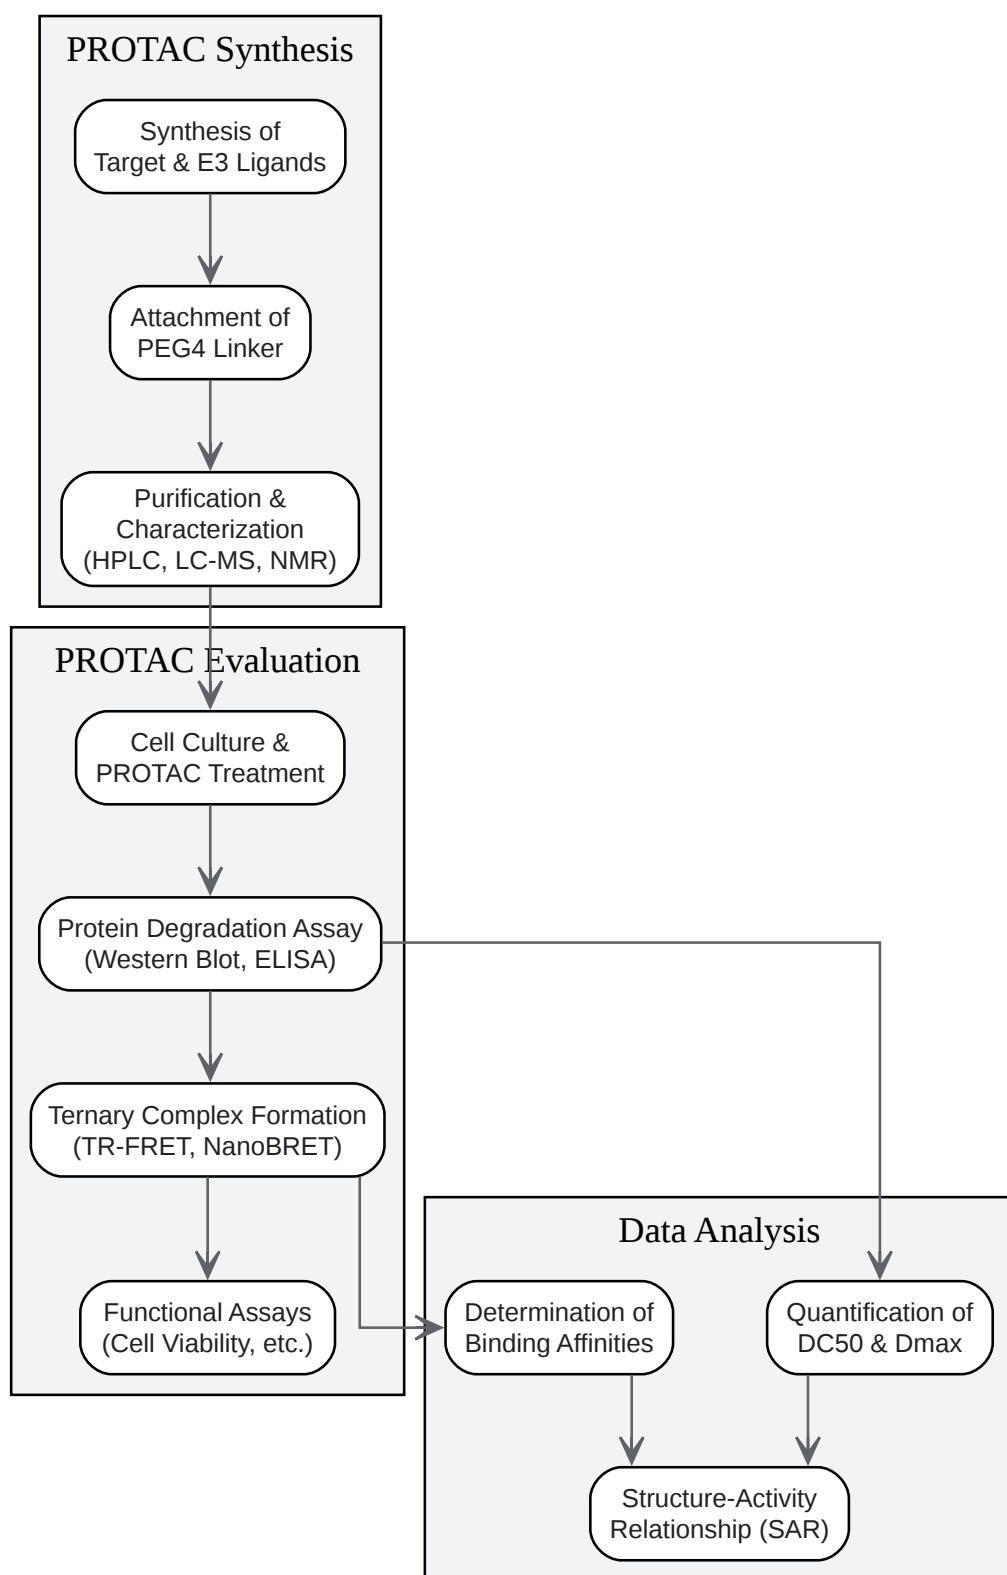 PROTAC Synthesis
Synthesis of
Target & E3 Ligands
Attachment of
PEG4 Linker
Purification &
Characterization
(HPLC, LC-MS, NMR)
PROTAC Evaluation
Cell Culture &
PROTAC Treatment
Protein Degradation Assay
(Western Blot, ELISA)
Ternary Complex Formation
(TR-FRET, NanoBRET)
Functional Assays
(Cell Viability, etc.)
Data Analysis
Determination of
Binding Affinities
Quantification of
DC50 & Dmax
Structure-Activity
Relationship (SAR)